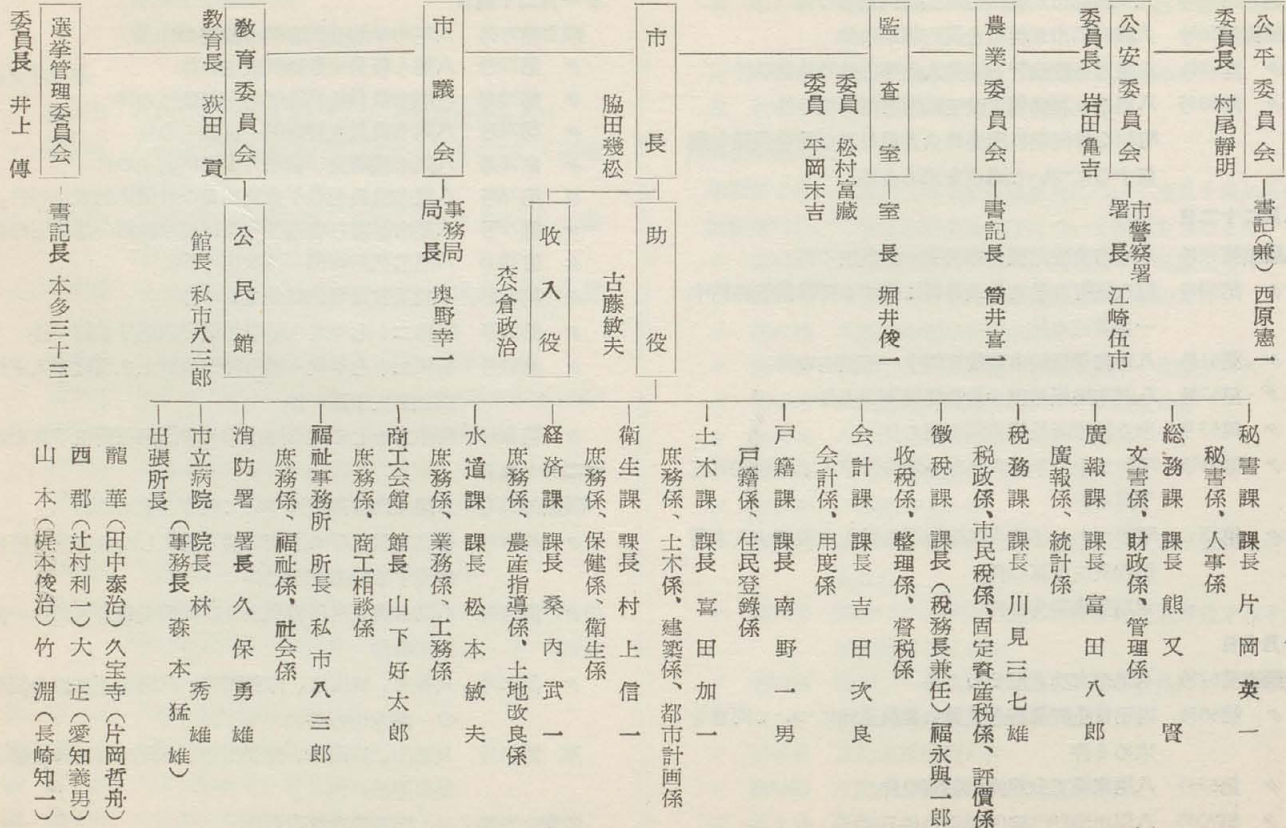 公平委員会
委員長 村尾靜明
書記(兼) 西原憲一
公安委員会
委員長 岩田亀吉
市警察署
署長 江崎伍市
農業委員会
書記長 筒井喜一
監査室
室長 堀井俊一
委員 松村富藏
委員 平岡末吉
市長
脇田幾松
助役
古藤敏夫
收入役
杢倉政治
市議会
事務局
局長 奥野幸一
教育委員会
教育長 萩田貢
公民館
館長 私市八三郎
選挙管理委員会
委員長 井上傳
書記長 本多三十三
秘書課 課長 片岡英一
秘書係、人事係
総務課 課長 熊又賢一
文書係、財政係、管理係
廣報課 課長 富田八郎
廣報係、統計係
税務課 課長 川見三七雄
税政係、市民税係、固定資産税係、評價係
徵税課 課長(税務長兼任)福永與一郎
收税係、整理係、督税係
会計課 課長 吉田次良
会計係、用度係
戸籍課 課長 南野一男
戸籍係、住民登錄係
土木課 課長 喜田加一
庶務係、土木係、建築係、都市計画係
衛生課 課長 村上信一
庶務係、保健係、衛生係
経済課 課長 桑内武一
庶務係、農産指導係、土地改良係
水道課 課長 松本敏夫
庶務係、業務係、工務係
商工会館 館長 山下好太郎
庶務係、商工相談係
福祉事務所 所長 私市八三郎
庶務係、福祉係、社会係
消防署 署長 久保勇雄
市立病院 院長 林秀雄
(事務長 森本猛雄)
出張所長
龍華(田中泰治)久宝寺(片岡哲舟)
西郡(辻村利一)大正(愛知義男)
山本(梶本俊治)竹淵(長崎知一)